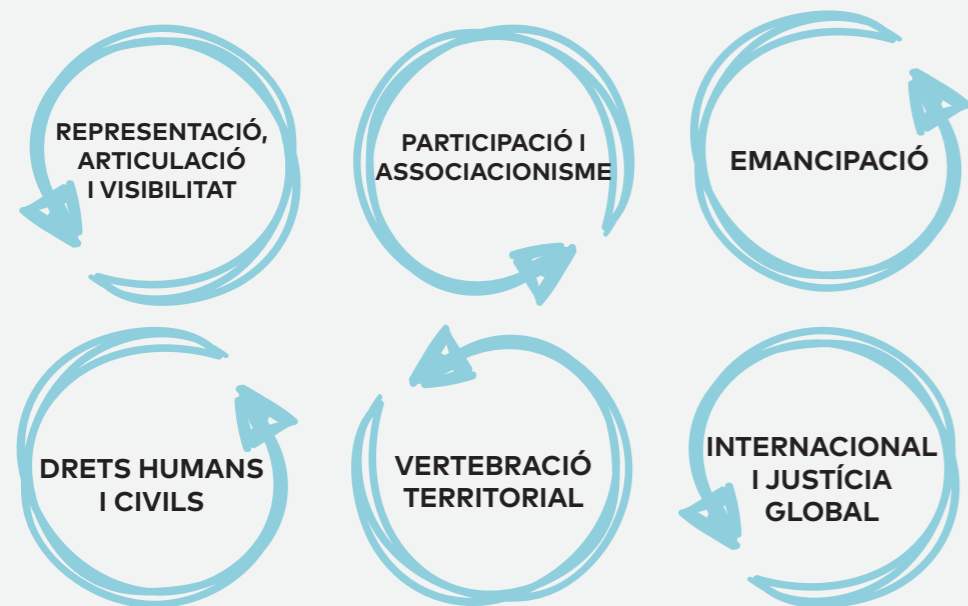 REPRESENTACIÓ,
ARTICULACIÓ
I VISIBILITAT
PARTICIPACIÓ I
ASSOCIACIONISME
EMANCIPACIÓ
DRETS HUMANS
I CIVILS
VERTEBRACIÓ
TERRITORIAL
INTERNACIONAL
I JUSTÍCIA
GLOBAL